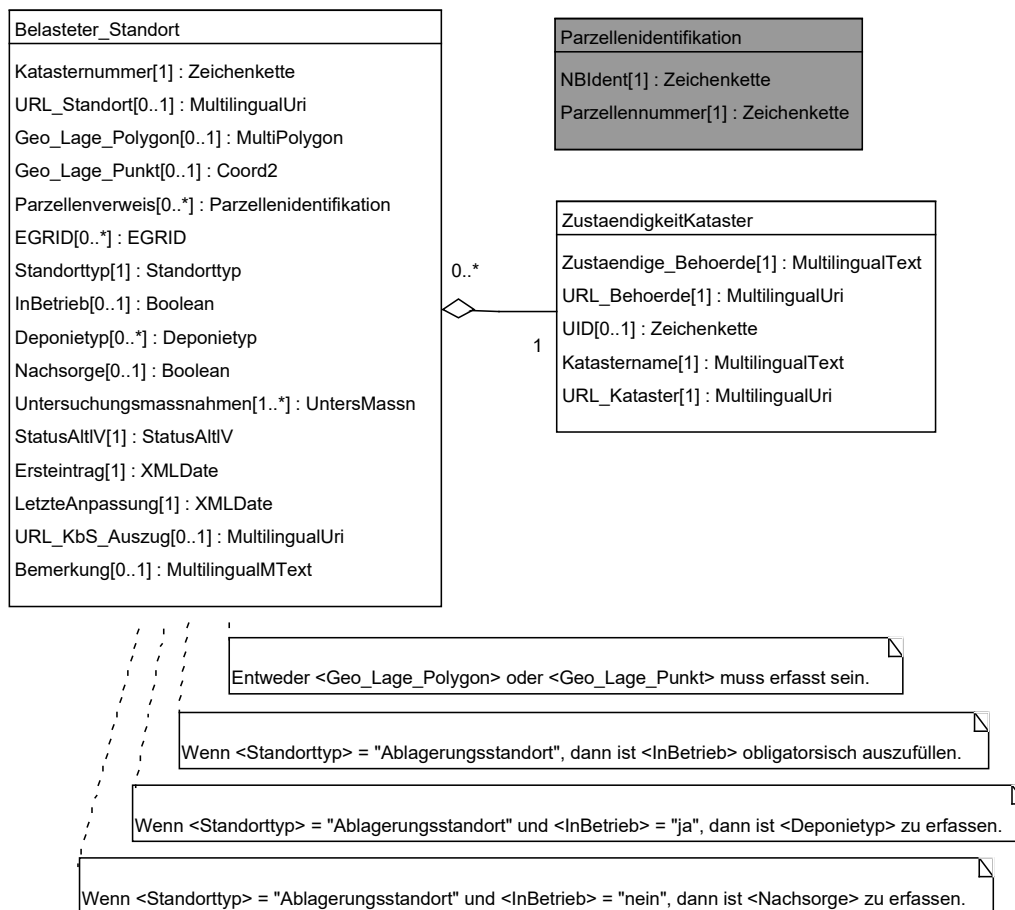 Belasteter_Standort
Katasternummer[1] : Zeichenkette
URL_Standort[0..1] : MultilingualUri
Geo_Lage_Polygon[0..1] : MultiPolygon
Geo_Lage_Punkt[0..1] : Coord2
Parzellenverweis[0..*] : Parzellenidentifikation
EGRID[0..*] : EGRID
Standorttyp[1] : Standorttyp
InBetrieb[0..1] : Boolean
Deponietyp[0..*] : Deponietyp
Nachsorge[0..1] : Boolean
Untersuchungsmassnahmen[1..*] : UntersMassn
StatusAltlV[1] : StatusAltlV
Ersteintrag[1] : XMLDate
LetzteAnpassung[1] : XMLDate
URL_KbS_Auszug[0..1] : MultilingualUri
Bemerkung[0..1] : MultilingualMText
Parzellenidentifikation
NBIdent[1] : Zeichenkette
Parzellennummer[1] : Zeichenkette
0..*
1
ZustaendigkeitKataster
Zustaendige_Behoerde[1] : MultilingualText
URL_Behoerde[1] : MultilingualUri
UID[0..1] : Zeichenkette
Katastername[1] : MultilingualText
URL_Kataster[1] : MultilingualUri
Entweder <Geo_Lage_Polygon> oder <Geo_Lage_Punkt> muss erfasst sein.
Wenn <Standorttyp> = "Ablagerungsstandort", dann ist <InBetrieb> obligatorsisch auszufüllen.
Wenn <Standorttyp> = "Ablagerungsstandort" und <InBetrieb> = "ja", dann ist <Deponietyp> zu erfassen.
Wenn <Standorttyp> = "Ablagerungsstandort" und <InBetrieb> = "nein", dann ist <Nachsorge> zu erfassen.